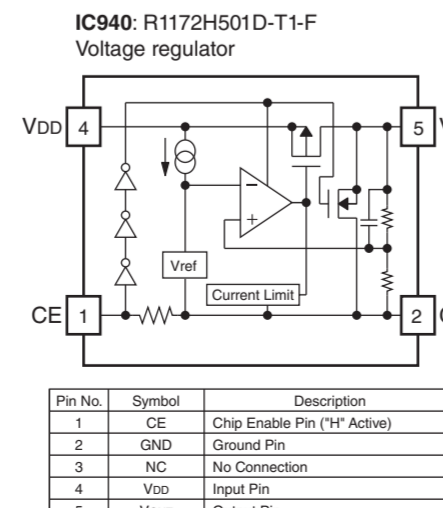 IC940: R1172H501D-T1-F
Voltage regulator
VDD 4
5
Vref
Current Limit
CE 1
2
Pin No. Symbol Description
1 CE Chip Enable Pin ("H" Active)
2 GND Ground Pin
3 NC No Connection
4 VDD Input Pin
5